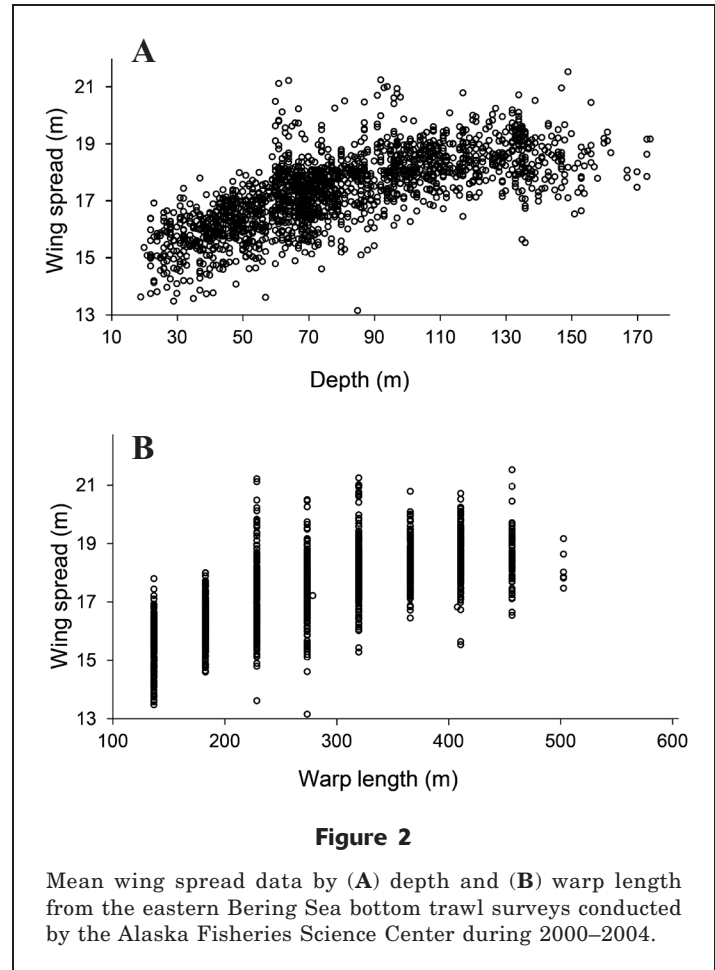 A
21
19
17
15
13
Wing spread (m)
10 30 50 70 90 110 130 150 170
Depth (m)
B
21
19
17
15
13
Wing spread (m)
100 200 300 400 500 600
Warp length (m)
Figure 2
Mean wing spread data by (A) depth and (B) warp length
from the eastern Bering Sea bottom trawl surveys conducted
by the Alaska Fisheries Science Center during 2000–2004.